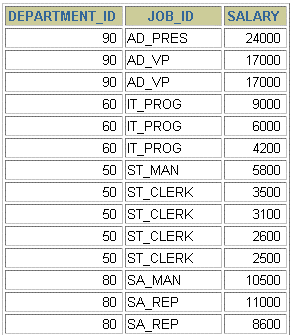 DEPARTMENT_ID JOB_ID SALARY
90 AD_PRES 24000
90 AD_VP 17000
90 AD_VP 17000
60 IT_PROG 9000
60 IT_PROG 6000
60 IT_PROG 4200
50 ST_MAN 5800
50 ST_CLERK 3500
50 ST_CLERK 3100
50 ST_CLERK 2600
50 ST_CLERK 2500
80 SA_MAN 10500
80 SA_REP 11000
80 SA_REP 8600